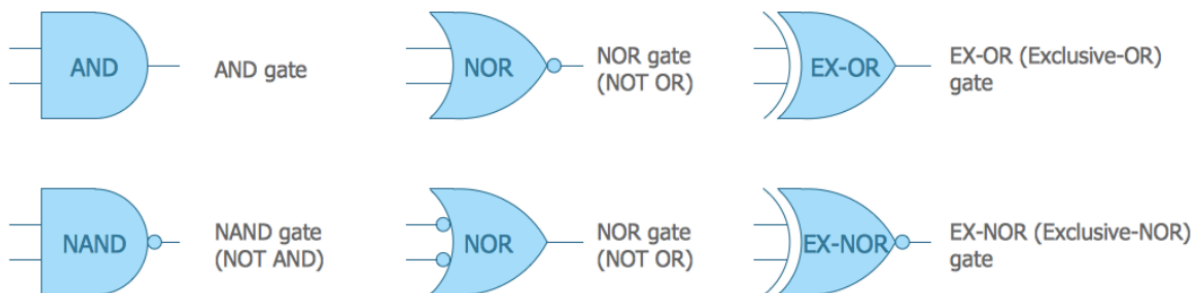 AND
AND gate
NOR
NOR gate
(NOT OR)
EX-OR
EX-OR (Exclusive-OR)
gate
NAND
NAND gate
(NOT AND)
NOR
NOR gate
(NOT OR)
EX-NOR
EX-NOR (Exclusive-NOR)
gate